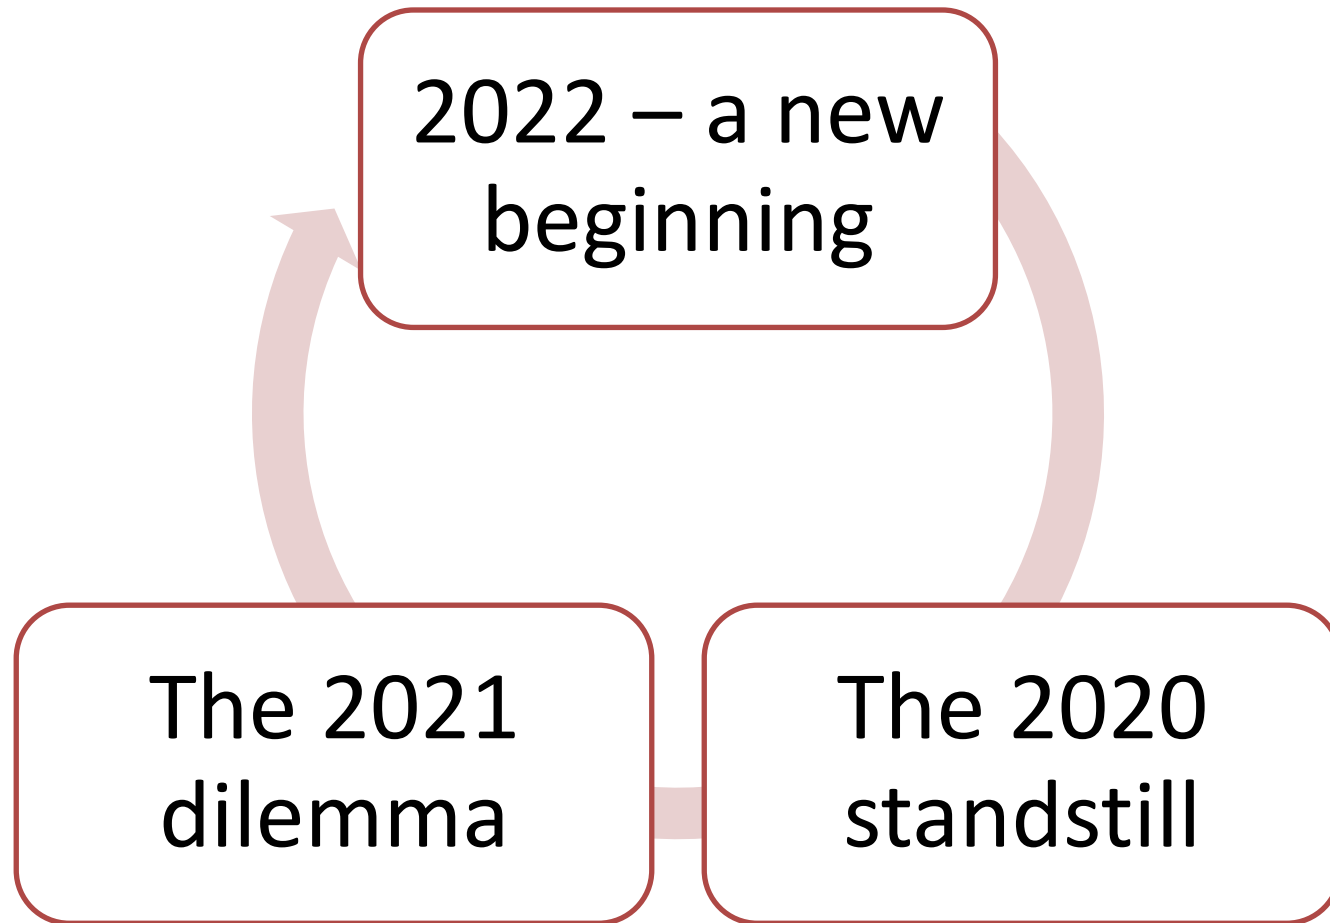 2022 – a new
beginning
The 2021
dilemma
The 2020
standstill